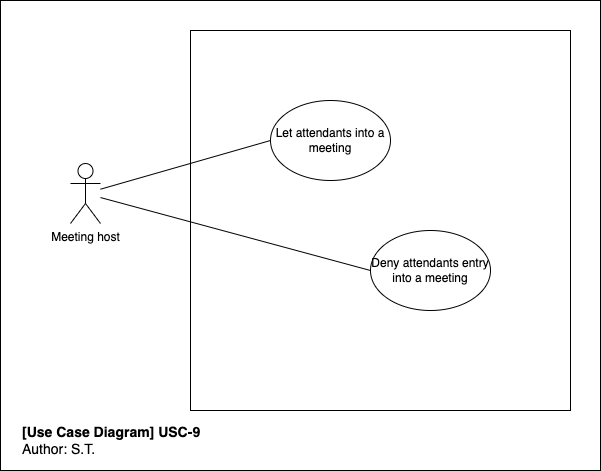 Let attendants into a
meeting
Meeting host
Deny attendants entry
into a meeting
[Use Case Diagram] USC-9
Author: S.T.